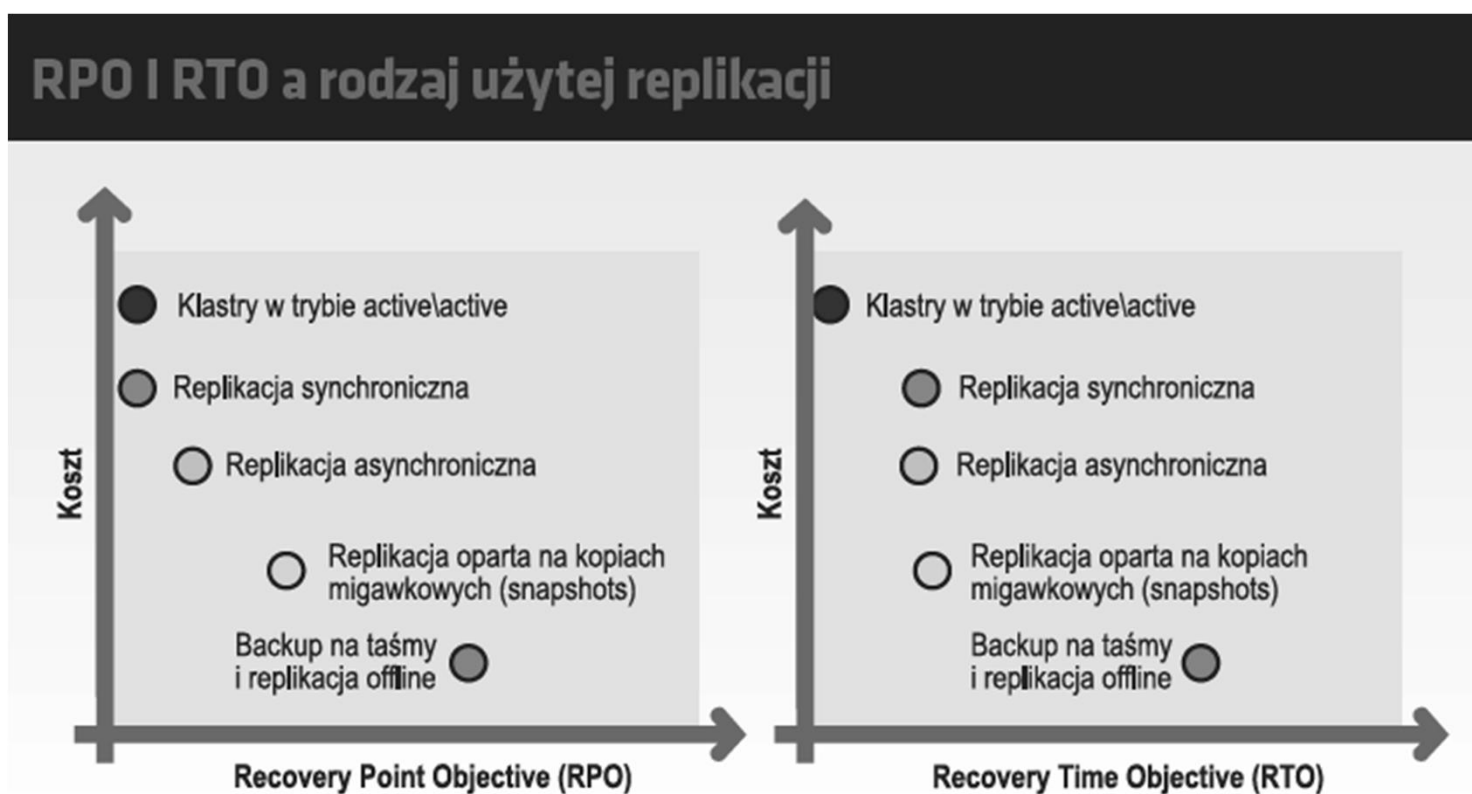 RPO I RTO a rodzaj użytej replikacji
Koszt
Klastry w trybie active\active
Replikacja synchroniczna
Replikacja asynchroniczna
Replikacja oparta na kopiach
migawkowych (snapshots)
Backup na taśmy
i replikacja offline
Recovery Point Objective (RPO)
Koszt
Klastry w trybie active\active
Replikacja synchroniczna
Replikacja asynchroniczna
Replikacja oparta na kopiach
migawkowych (snapshots)
Backup na taśmy
i replikacja offline
Recovery Time Objective (RTO)